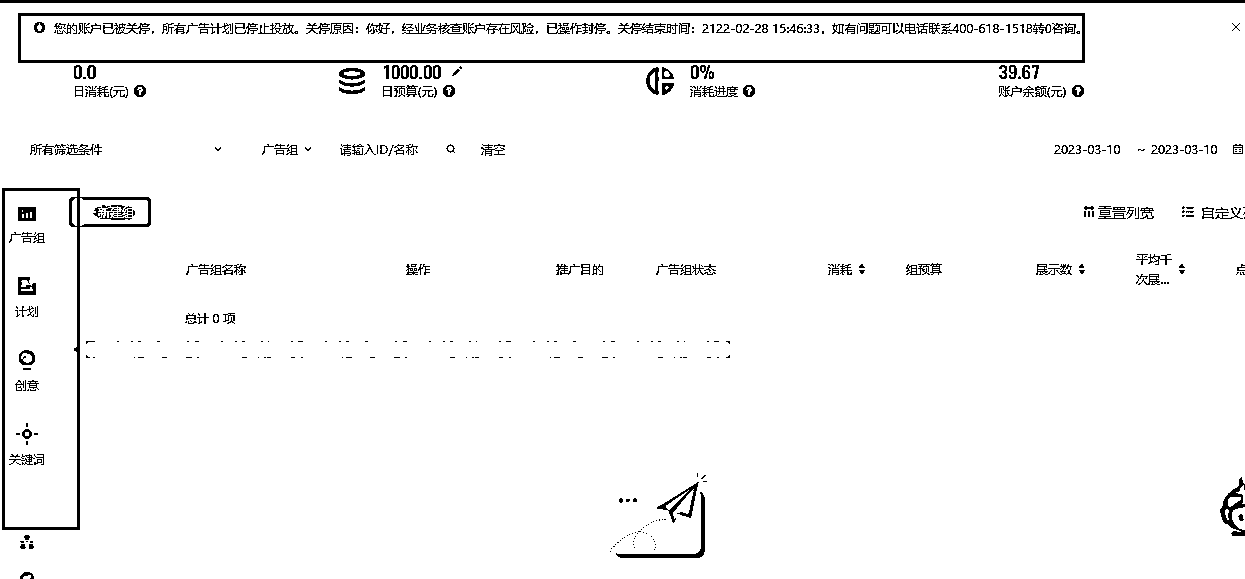 您的账户已被关停，所有广告计划已停止投放。关停原因：你好，经业务核查账户存在风险，已操作封停。关停结束时间：2122-02-28 15:46:33，如有问题可以电话联系400-618-1518转0咨询。
0.0
日消耗(元)
1000.00
日预算(元)
0%
消耗进度
39.67
账户余额(元)
所有筛选条件
广告组
请输入ID/名称
清空
2023-03-10 ~ 2023-03-10
新建组
重置列宽
自定义列
广告组
计划
创意
关键词
广告组名称
操作
推广目的
广告组状态
消耗
组预算
展示数
平均千
次展...
点
总计 0 项